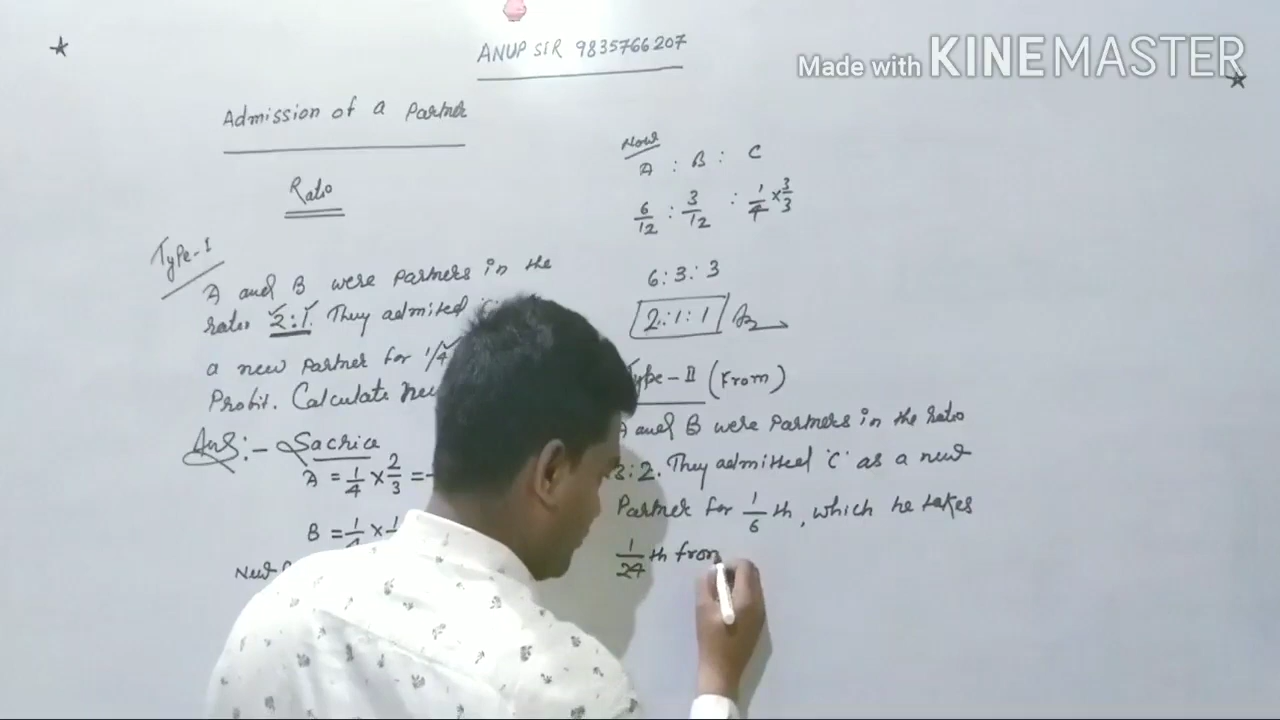 ANUP SIR 9835766207
Made with KINEMASTER
Admission of a Partner
Ratio
Type-I
A and B were Partners in the
ratio 2:1. They admitted 'C'
a new Partner for 1/4
Profit. Calculate new
Ans:- Sacrice
A = 1/4 × 2/3 =
B = 1/4 ×
New
Now
A : B : C
6/12 : 3/12 : 1/4 × 3/3
6:3:3
2:1:1
Type-II (From)
A and B were Partners in the ratio
3:2. They admitted 'C' as a new
Partner for 1/6 th, which he takes
1/24 th from